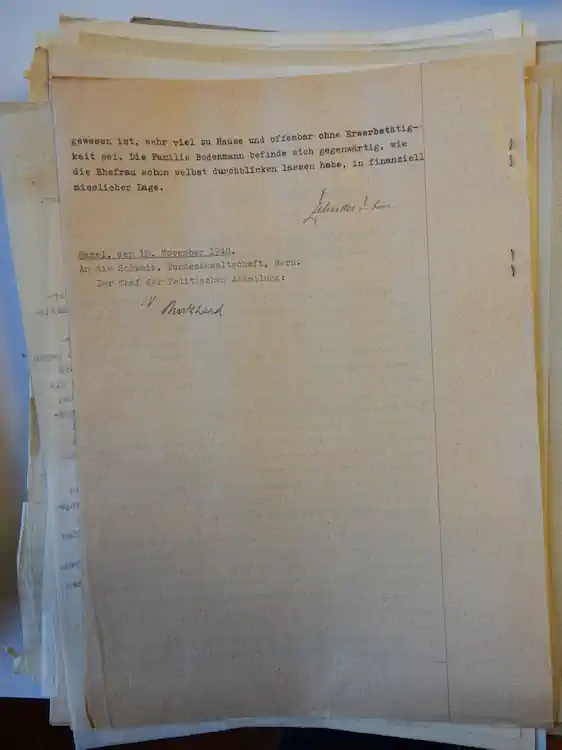 gewesen ist, sehr viel zu Hause und offenbar ohne Erwerbstätig-
keit sei. Die Familie Bodenmann befinde sich gegenwärtig, wie
die Ehefrau schon selbst durchblicken lassen habe, in finanziell
misslicher Lage.
Basel, den 18. November 1940.
An die Schweiz. Bundesanwaltschaft, Bern.
Der Chef der Politischen Abteilung: